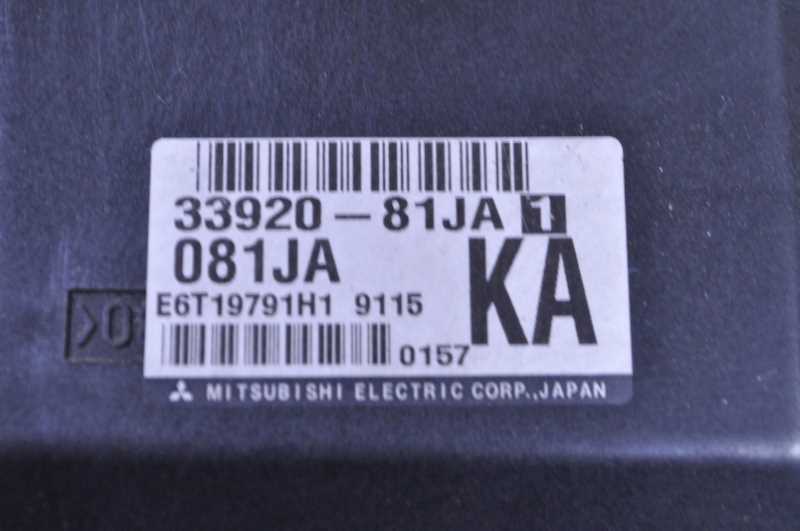 33920-81JA 1
081JA
KA
E6T19791H1 9115
0157
MITSUBISHI ELECTRIC CORP.,JAPAN